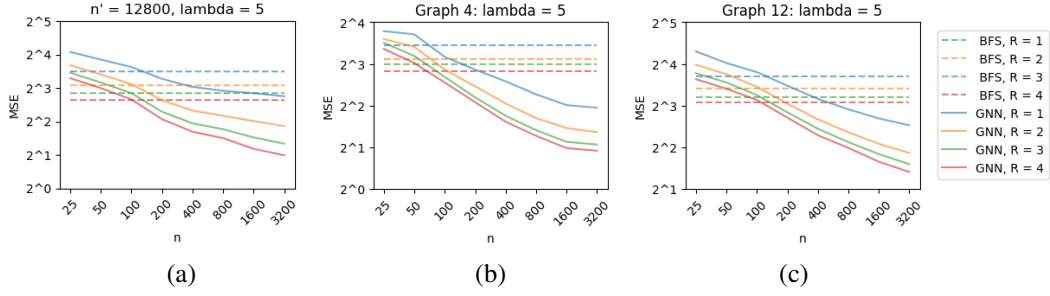 n' = 12800, lambda = 5
2^5
2^4
2^3
2^2
2^1
2^0
MSE
25
50
100
200
400
800
1600
3200
n
(a)
Graph 4: lambda = 5
2^4
2^3
2^2
2^1
2^0
MSE
25
50
100
200
400
800
1600
3200
n
(b)
Graph 12: lambda = 5
2^5
2^4
2^3
2^2
2^1
MSE
25
50
100
200
400
800
1600
3200
n
(c)
BFS, R = 1
BFS, R = 2
BFS, R = 3
BFS, R = 4
GNN, R = 1
GNN, R = 2
GNN, R = 3
GNN, R = 4